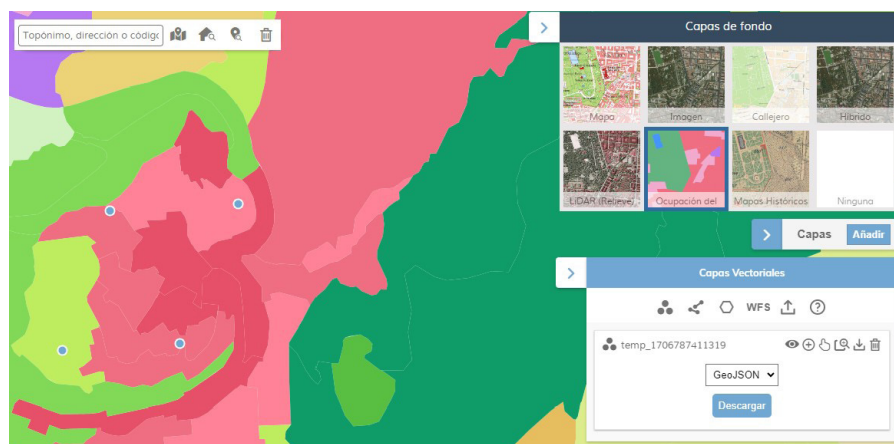 Topónimo, dirección o código
Capas de fondo
Mapa
Imagen
Callejero
Híbrido
LiDAR (Relieve)
Ocupación del
Mapas Históricos
Ninguna
Capas
Añadir
Capas Vectoriales
WFS
temp_1706787411319
GeoJSON
Descargar